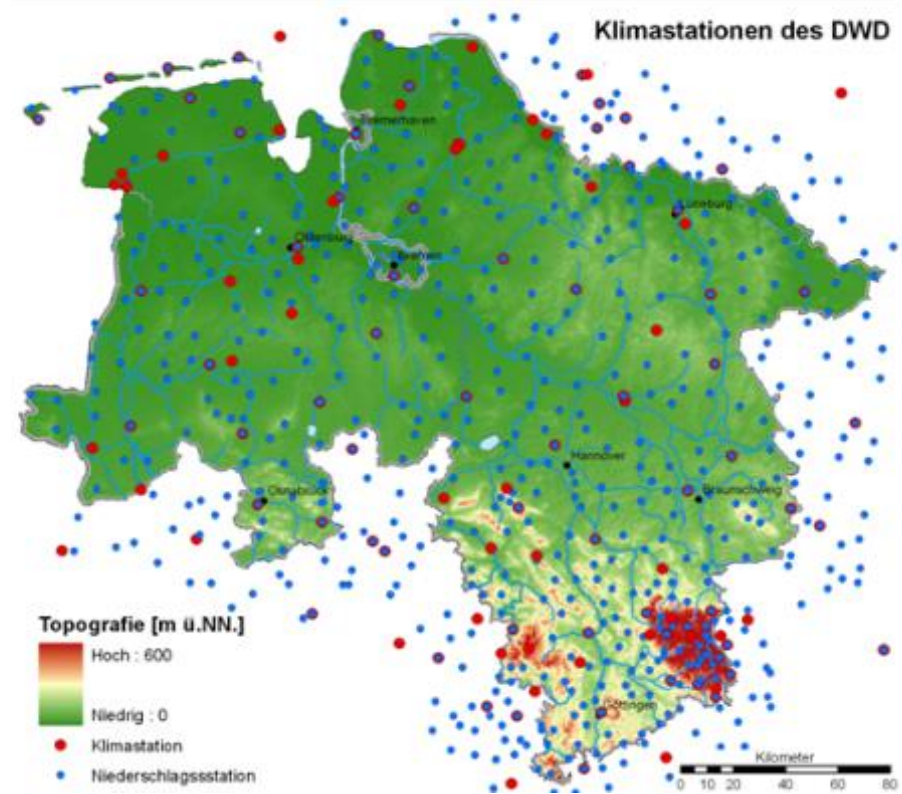 Klimastationen des DWD
Bremerhaven
Lüneburg
Oldenburg
Bremen
Hannover
Osnabrück
Braunschweig
Göttingen
Topografie [m ü.NN.]
Hoch : 600
Niedrig : 0
Klimastation
Niederschlagssstation
Kilometer
0 10 20 40 60 80